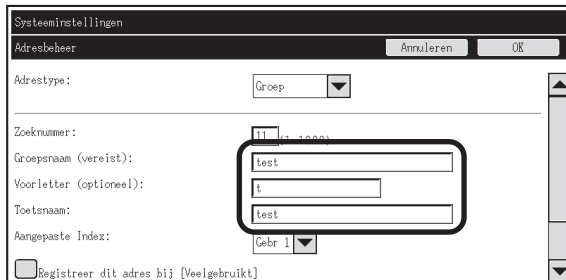 Systeeminstellingen
Adresbeheer Annuleren OK
Adrestype: Groep
Zoeknummer: 11 (1-1000)
Groepsnaam (vereist): test
Voorletter (optioneel): t
Toetsnaam: test
Aangepaste Index: Gebr 1
Registreer dit adres bij [Veelgebruikt]